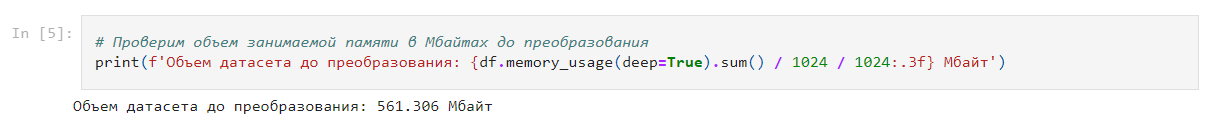 In [5]:
# Проверим объем занимаемой памяти в Мбайтах до преобразования
print(f'Объем датасета до преобразования: {df.memory_usage(deep=True).sum() / 1024 / 1024:.3f} Мбайт')
Объем датасета до преобразования: 561.306 Мбайт